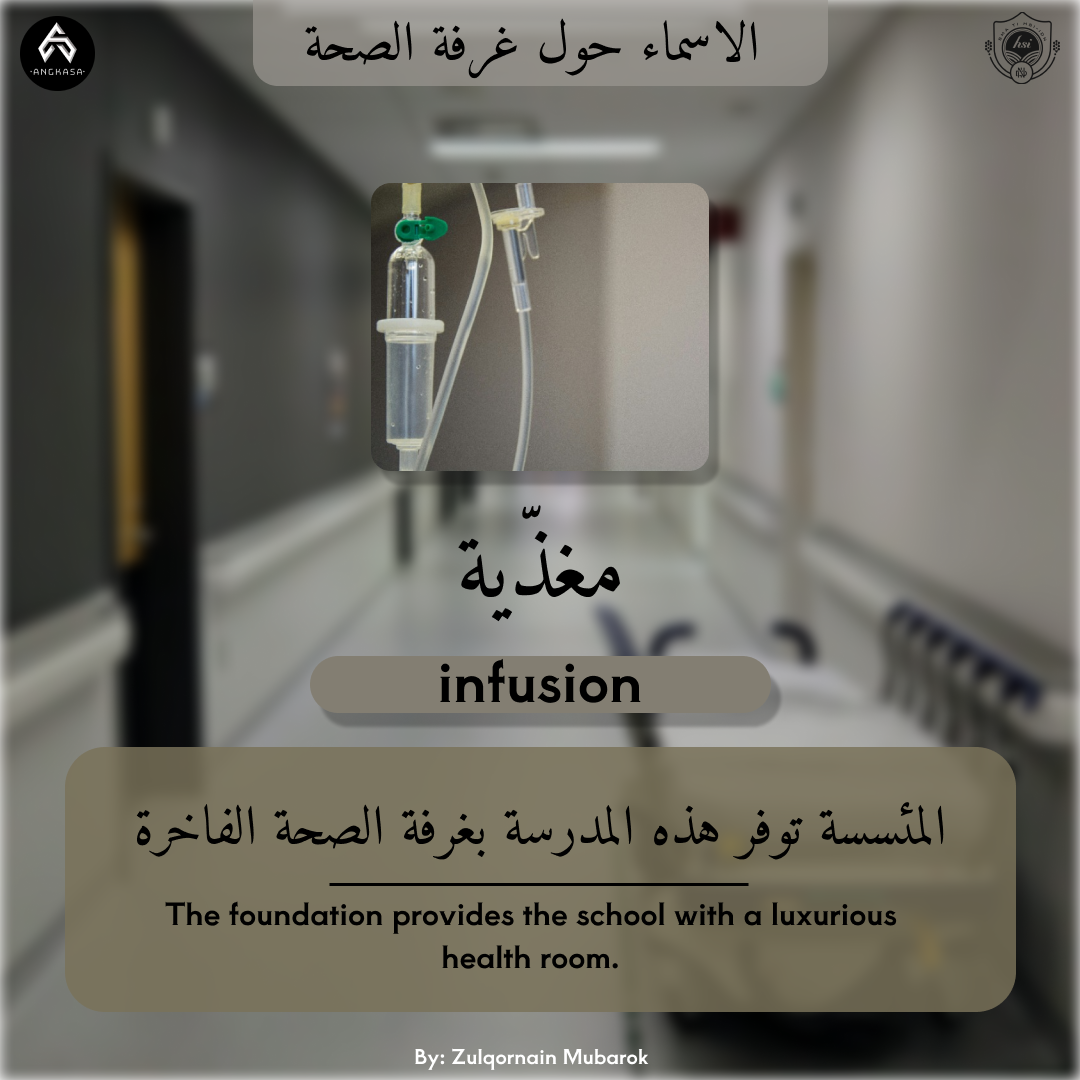 ANGKASA
الاسماء حول غرفة الصحة
hsi
مغذّية
infusion
المئسسة توفر هذه المدرسة بغرفة الصحة الفاخرة
The foundation provides the school with a luxurious
health room.
By: Zulqornain Mubarok